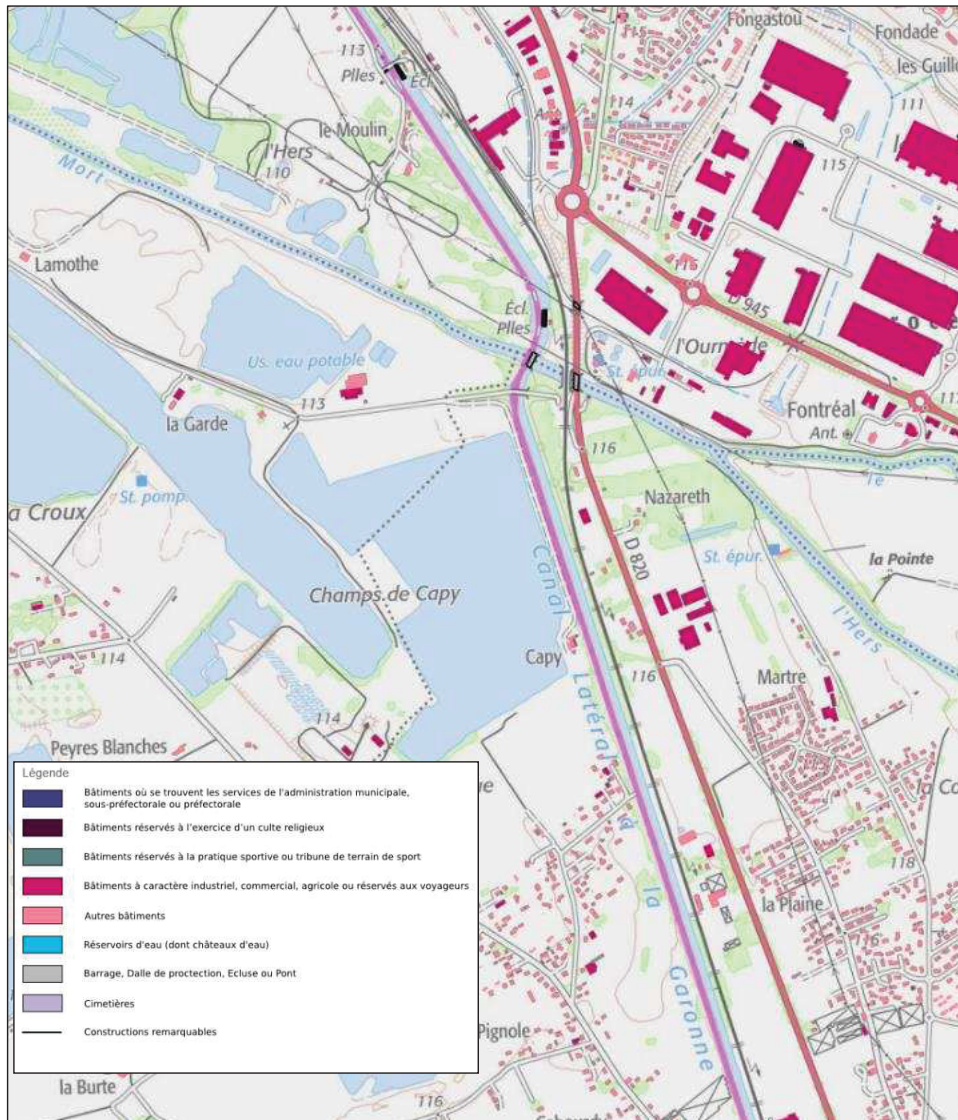 Fongastou
Fondade
les Guill
113
Plles
Écl.
115
114
111
le Moulin
l'Hers
110
115
Mort
116
Lamothe
Écl.
Plles
D 945
Us. eau potable
l'Ourmède
St. épur.
113
la Garde
Fontréal
Ant.
116
le
St. pomp.
Nazareth
a Croux
D 820
St. épur.
la Pointe
Champs de Capy
l'Hers
114
Capy
116
Martre
114
Peyres Blanches
Canal Latéral à la Garonne
la Co
118
la Plaine
116
Pignole
la Burte
116
Légende
Bâtiments où se trouvent les services de l'administration municipale,
sous-préfectorale ou préfectorale
Bâtiments réservés à l'exercice d'un culte religieux
Bâtiments réservés à la pratique sportive ou tribune de terrain de sport
Bâtiments à caractère industriel, commercial, agricole ou réservés aux voyageurs
Autres bâtiments
Réservoirs d'eau (dont châteaux d'eau)
Barrage, Dalle de proctection, Ecluse ou Pont
Cimetières
Constructions remarquables